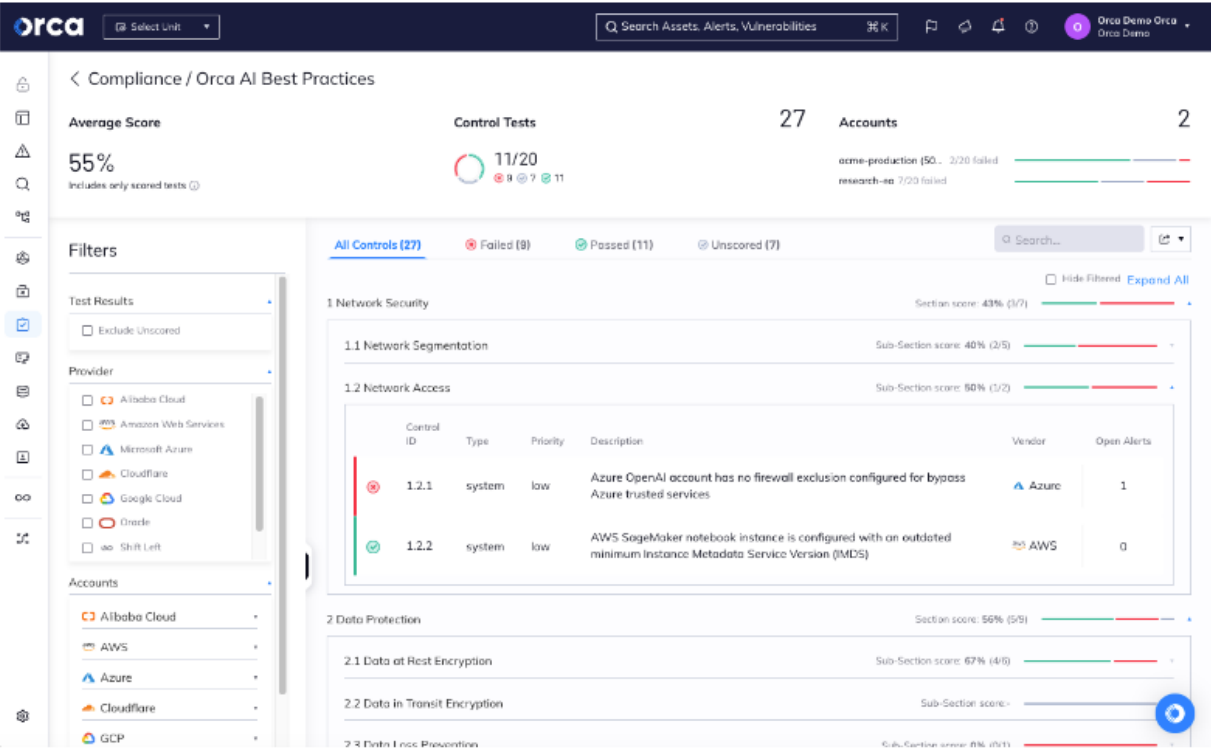 orca
Select Unit
Search Assets, Alerts, Vulnerabilities ⌘K
O
Orca Demo Orca
Orca Demo
Compliance / Orca AI Best Practices
Average Score
55%
Includes only scored tests
Control Tests 27
11/20
9 7 11
Accounts 2
acme-production (50... 2/20 failed
research-ea 7/20 failed
Filters
Test Results
Exclude Unscored
Provider
Alibaba Cloud
Amazon Web Services
Microsoft Azure
Cloudflare
Google Cloud
Oracle
Shift Left
Accounts
Alibaba Cloud
AWS
Azure
Cloudflare
GCP
All Controls (27) Failed (9) Passed (11) Unscored (7)
Search...
Hide Filtered Expand All
1 Network Security Section score: 43% (3/7)
1.1 Network Segmentation Sub-Section score: 40% (2/5)
1.2 Network Access Sub-Section score: 50% (1/2)
Control
ID Type Priority Description Vendor Open Alerts
1.2.1 system low Azure OpenAI account has no firewall exclusion configured for bypass
Azure trusted services Azure 1
1.2.2 system low AWS SageMaker notebook instance is configured with an outdated
minimum Instance Metadata Service Version (IMDS) AWS 0
2 Data Protection Section score: 56% (5/9)
2.1 Data at Rest Encryption Sub-Section score: 67% (4/6)
2.2 Data in Transit Encryption Sub-Section score:-
2.3 Data Loss Prevention Sub-Section score: 0% (0/1)